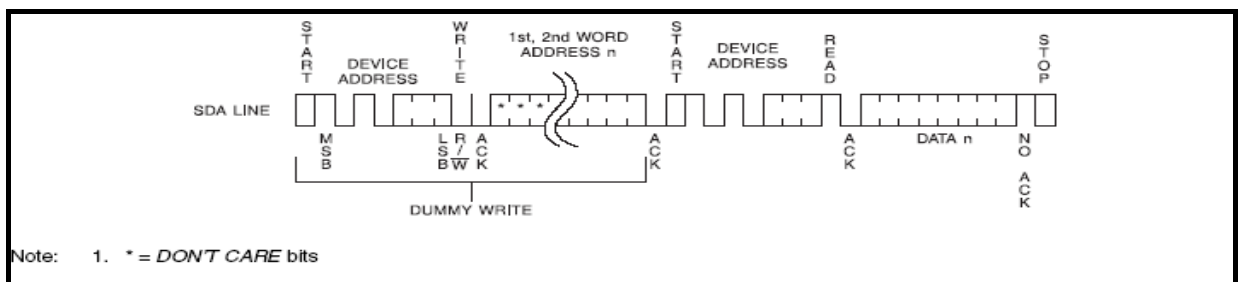 START
WRITE
1st, 2nd WORD
ADDRESS n
START
DEVICE
ADDRESS
READ
STOP
DEVICE
ADDRESS
SDA LINE
* * *
MSB
LSB
R/W
ACK
ACK
ACK
DATA n
NO ACK
DUMMY WRITE
Note: 1. * = DON'T CARE bits